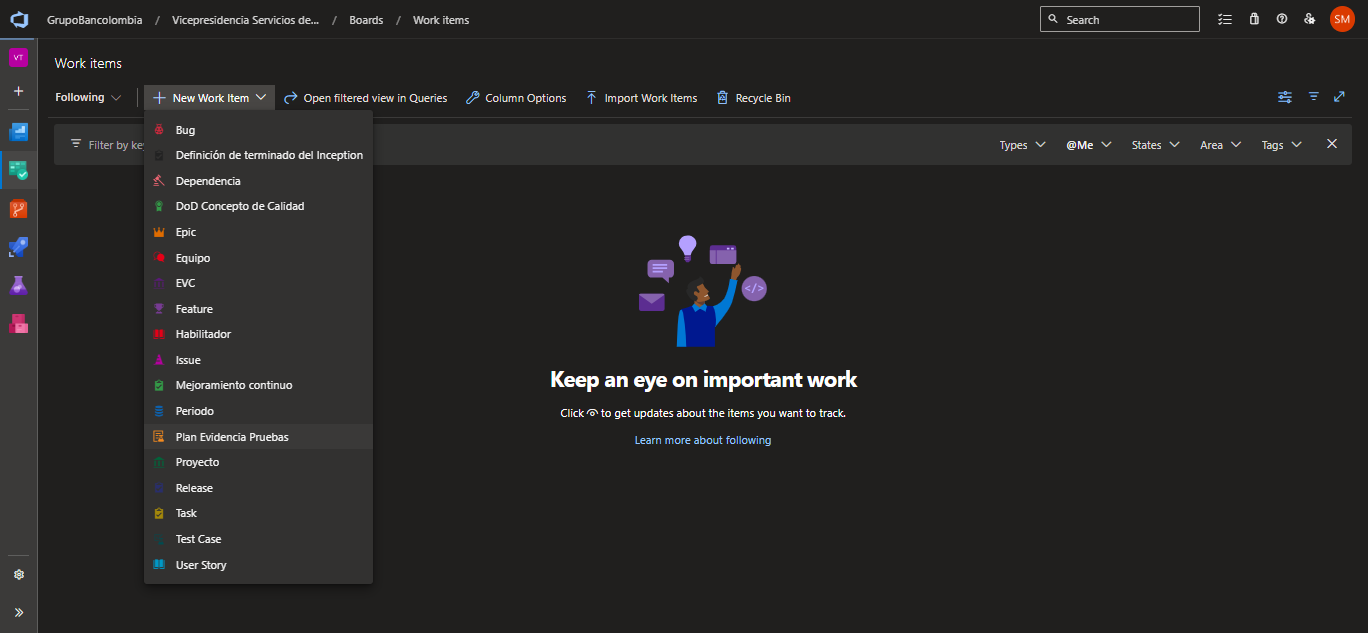 GrupoBancolombia / Vicepresidencia Servicios de... / Boards / Work items
Search
SM
VT
Work items
Following
New Work Item
Open filtered view in Queries
Column Options
Import Work Items
Recycle Bin
Filter by key
Types
@Me
States
Area
Tags
Bug
Definición de terminado del Inception
Dependencia
DoD Concepto de Calidad
Epic
Equipo
EVC
Feature
Habilitador
Issue
Mejoramiento continuo
Periodo
Plan Evidencia Pruebas
Proyecto
Release
Task
Test Case
User Story
</>
Keep an eye on important work
Click to get updates about the items you want to track.
Learn more about following